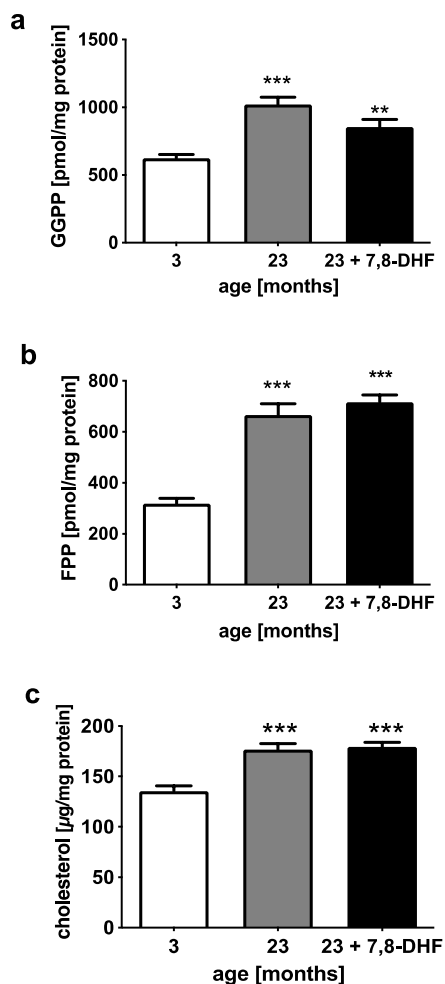 a
GGPP [pmol/mg protein]
1500
1000
500
0
***
**
3 23 23 + 7,8-DHF
age [months]
b
FPP [pmol/mg protein]
800
600
400
200
0
***
***
3 23 23 + 7,8-DHF
age [months]
c
cholesterol [µg/mg protein]
200
150
100
50
0
***
***
3 23 23 + 7,8-DHF
age [months]